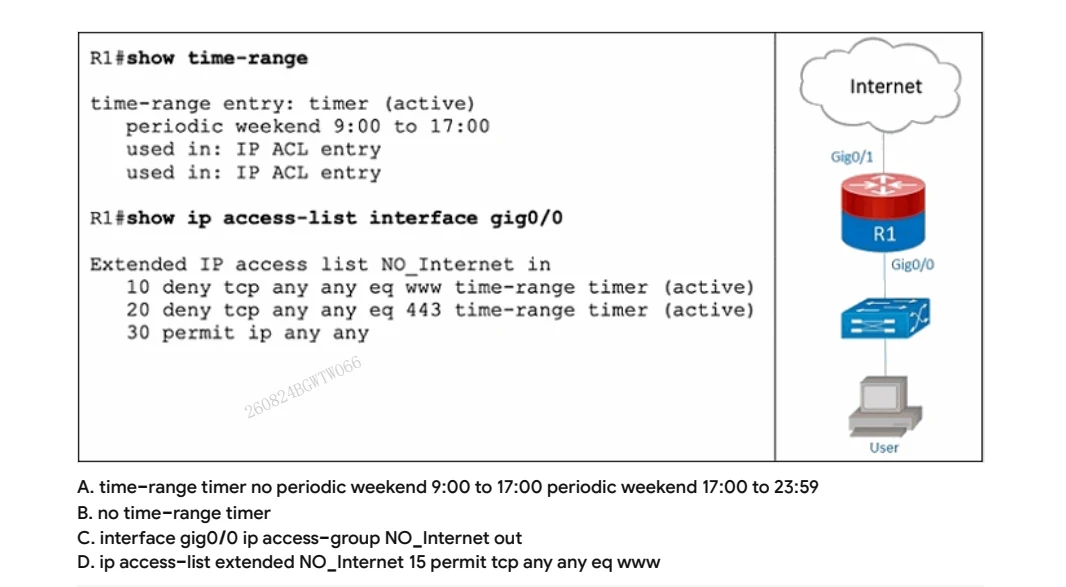 R1#show time-range
time-range entry: timer (active)
periodic weekend 9:00 to 17:00
used in: IP ACL entry
used in: IP ACL entry
R1#show ip access-list interface gig0/0
Extended IP access list NO_Internet in
10 deny tcp any any eq www time-range timer (active)
20 deny tcp any any eq 443 time-range timer (active)
30 permit ip any any
260824BGWTW066
Internet
Gig0/1
R1
Gig0/0
User
A. time-range timer no periodic weekend 9:00 to 17:00 periodic weekend 17:00 to 23:59
B. no time-range timer
C. interface gig0/0 ip access-group NO_Internet out
D. ip access-list extended NO_Internet 15 permit tcp any any eq www